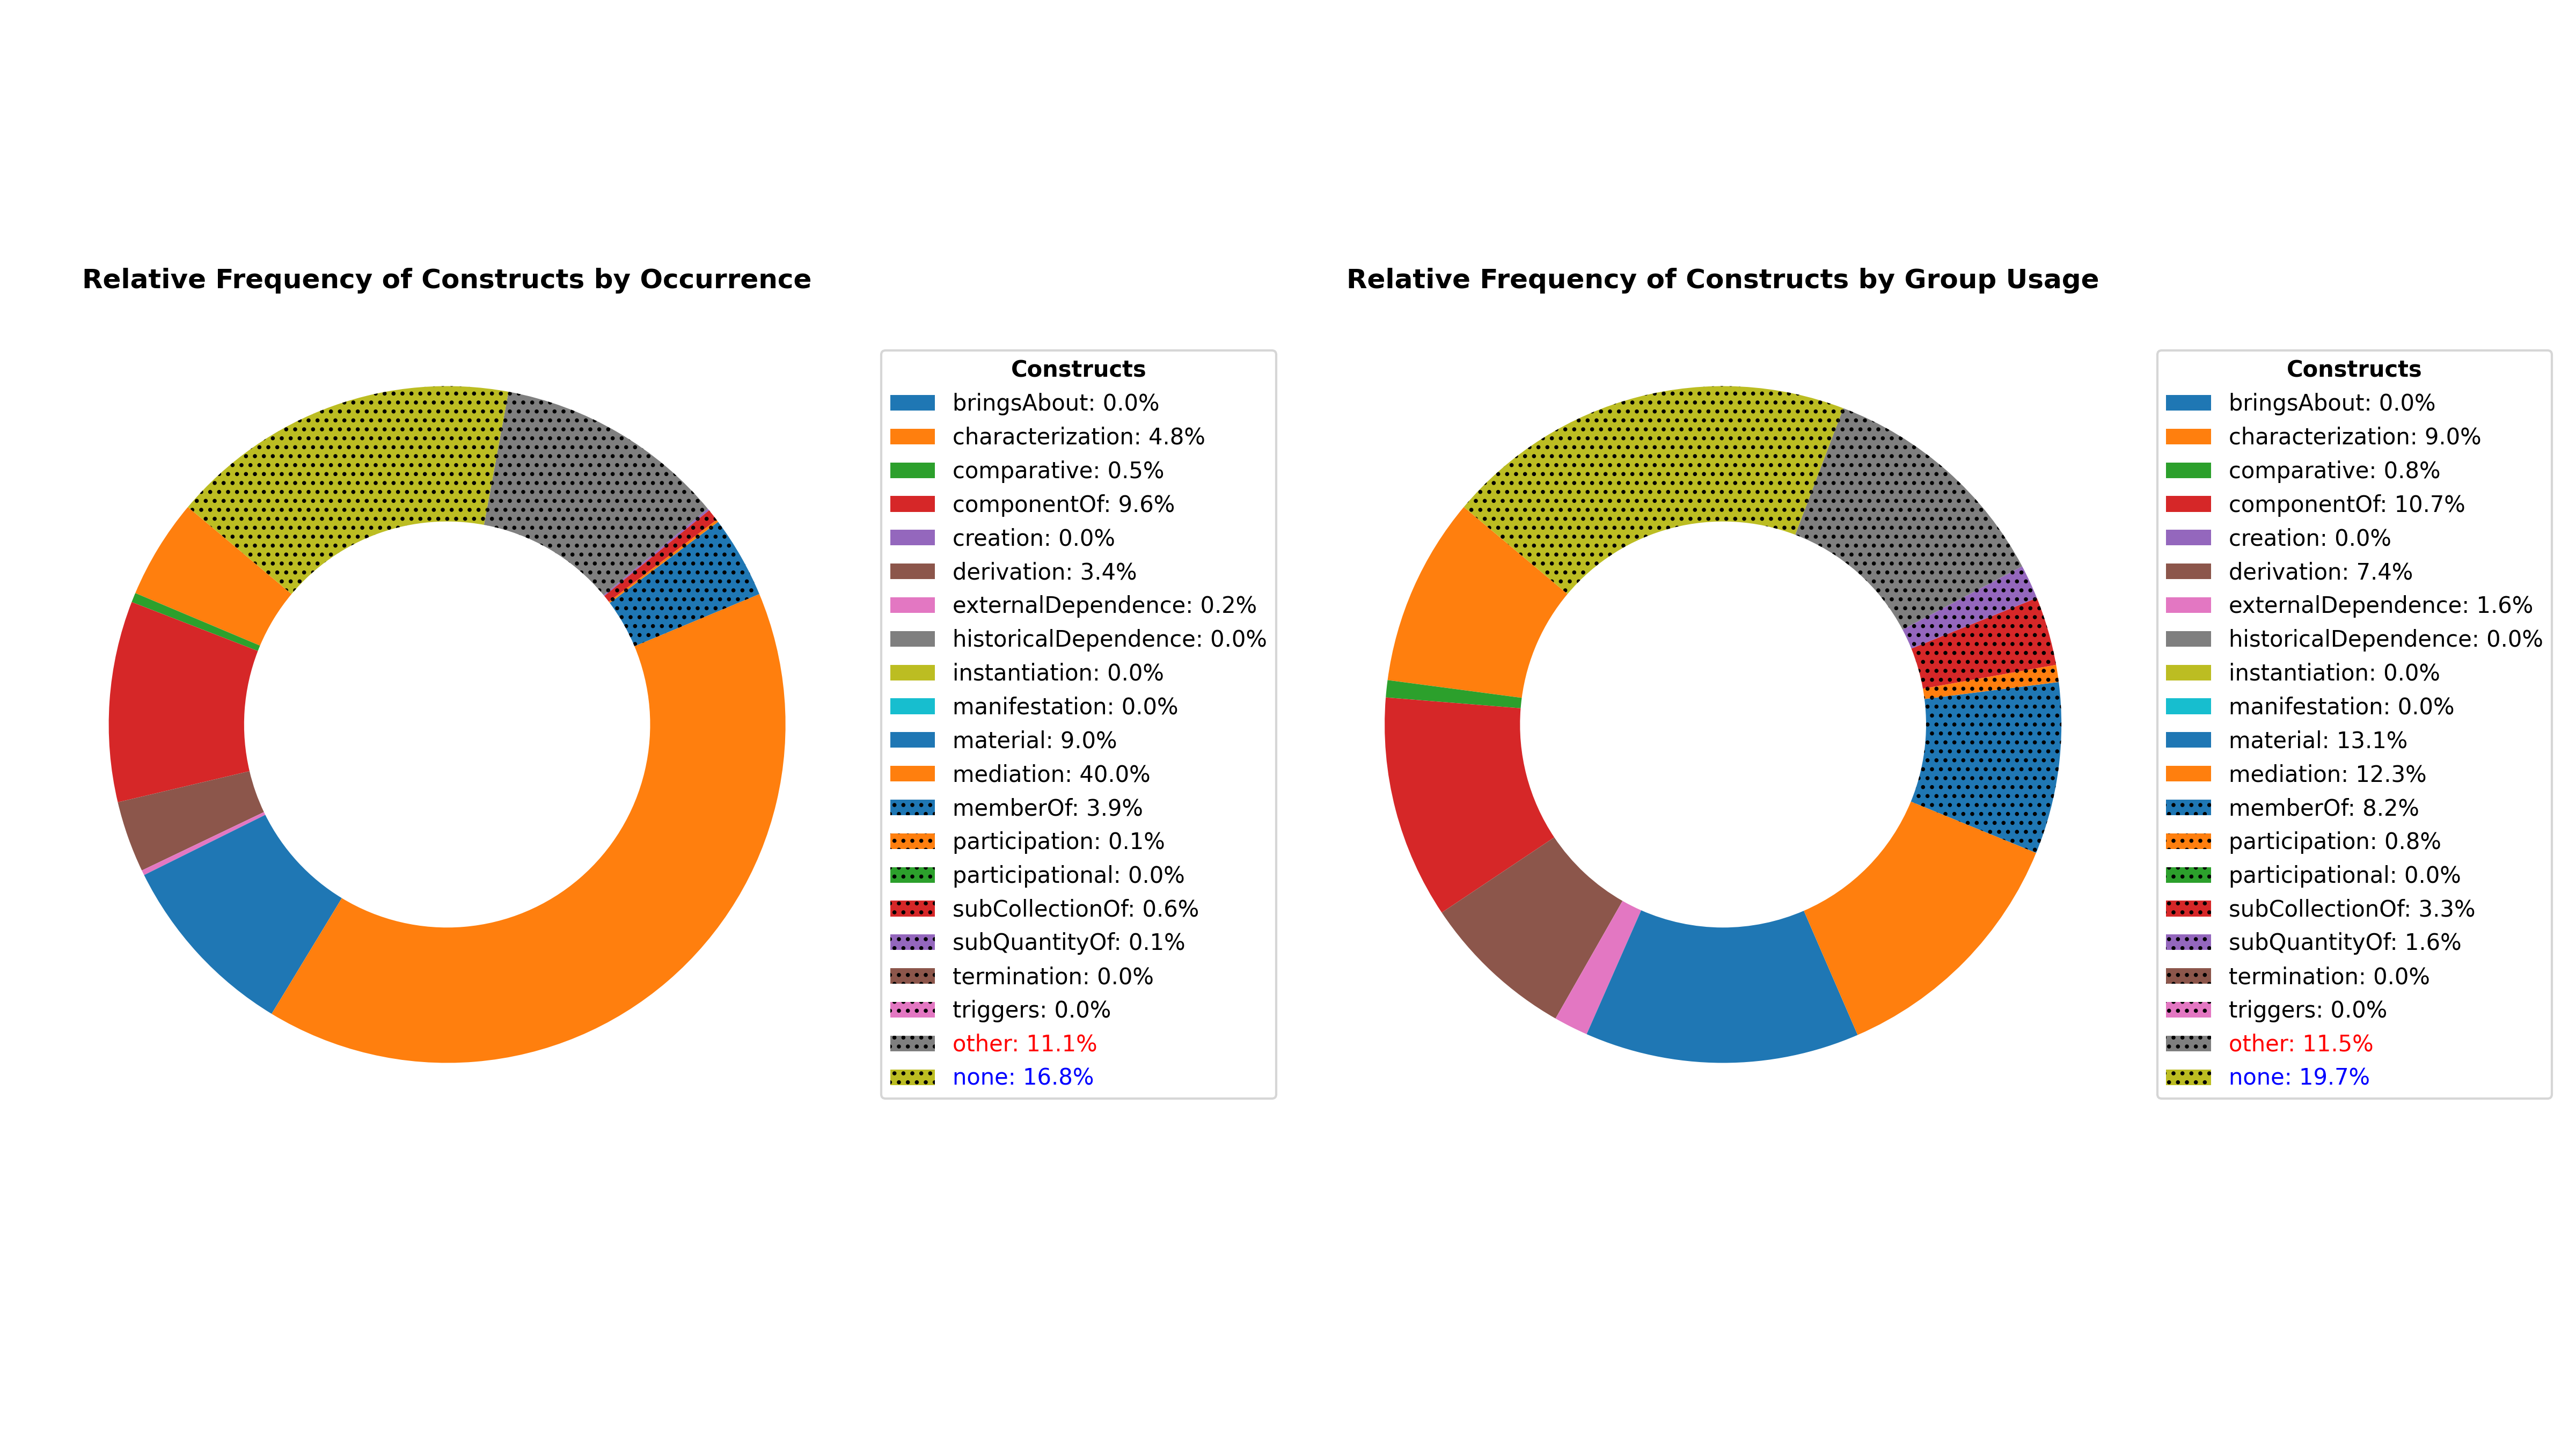 Relative Frequency of Constructs by Occurrence
Constructs
bringsAbout: 0.0%
characterization: 4.8%
comparative: 0.5%
componentOf: 9.6%
creation: 0.0%
derivation: 3.4%
externalDependence: 0.2%
historicalDependence: 0.0%
instantiation: 0.0%
manifestation: 0.0%
material: 9.0%
mediation: 40.0%
memberOf: 3.9%
participation: 0.1%
participational: 0.0%
subCollectionOf: 0.6%
subQuantityOf: 0.1%
termination: 0.0%
triggers: 0.0%
other: 11.1%
none: 16.8%
Relative Frequency of Constructs by Group Usage
Constructs
bringsAbout: 0.0%
characterization: 9.0%
comparative: 0.8%
componentOf: 10.7%
creation: 0.0%
derivation: 7.4%
externalDependence: 1.6%
historicalDependence: 0.0%
instantiation: 0.0%
manifestation: 0.0%
material: 13.1%
mediation: 12.3%
memberOf: 8.2%
participation: 0.8%
participational: 0.0%
subCollectionOf: 3.3%
subQuantityOf: 1.6%
termination: 0.0%
triggers: 0.0%
other: 11.5%
none: 19.7%